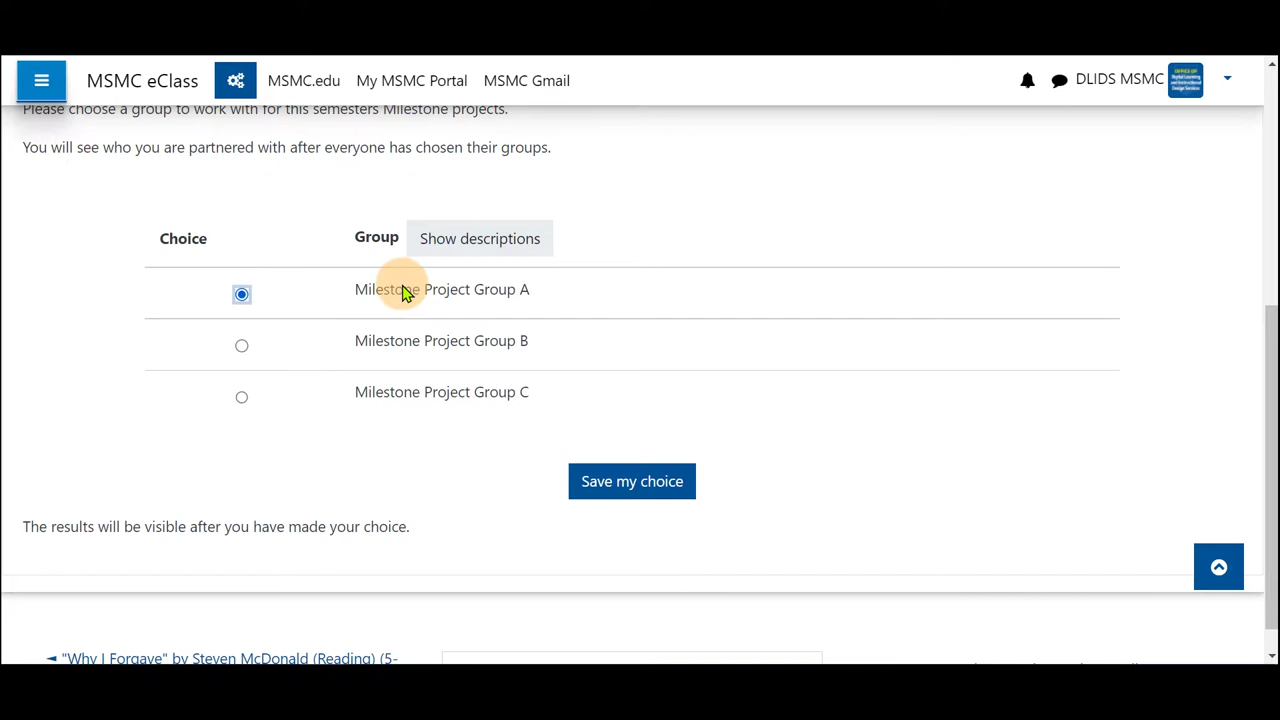 MSMC eClass MSMC.edu My MSMC Portal MSMC Gmail DLIDS MSMC
Please choose a group to work with for this semesters Milestone projects.
You will see who you are partnered with after everyone has chosen their groups.
Choice Group Show descriptions
Milestone Project Group A
Milestone Project Group B
Milestone Project Group C
Save my choice
The results will be visible after you have made your choice.
◄ "Why I Forgave" by Steven McDonald (Reading) (5-